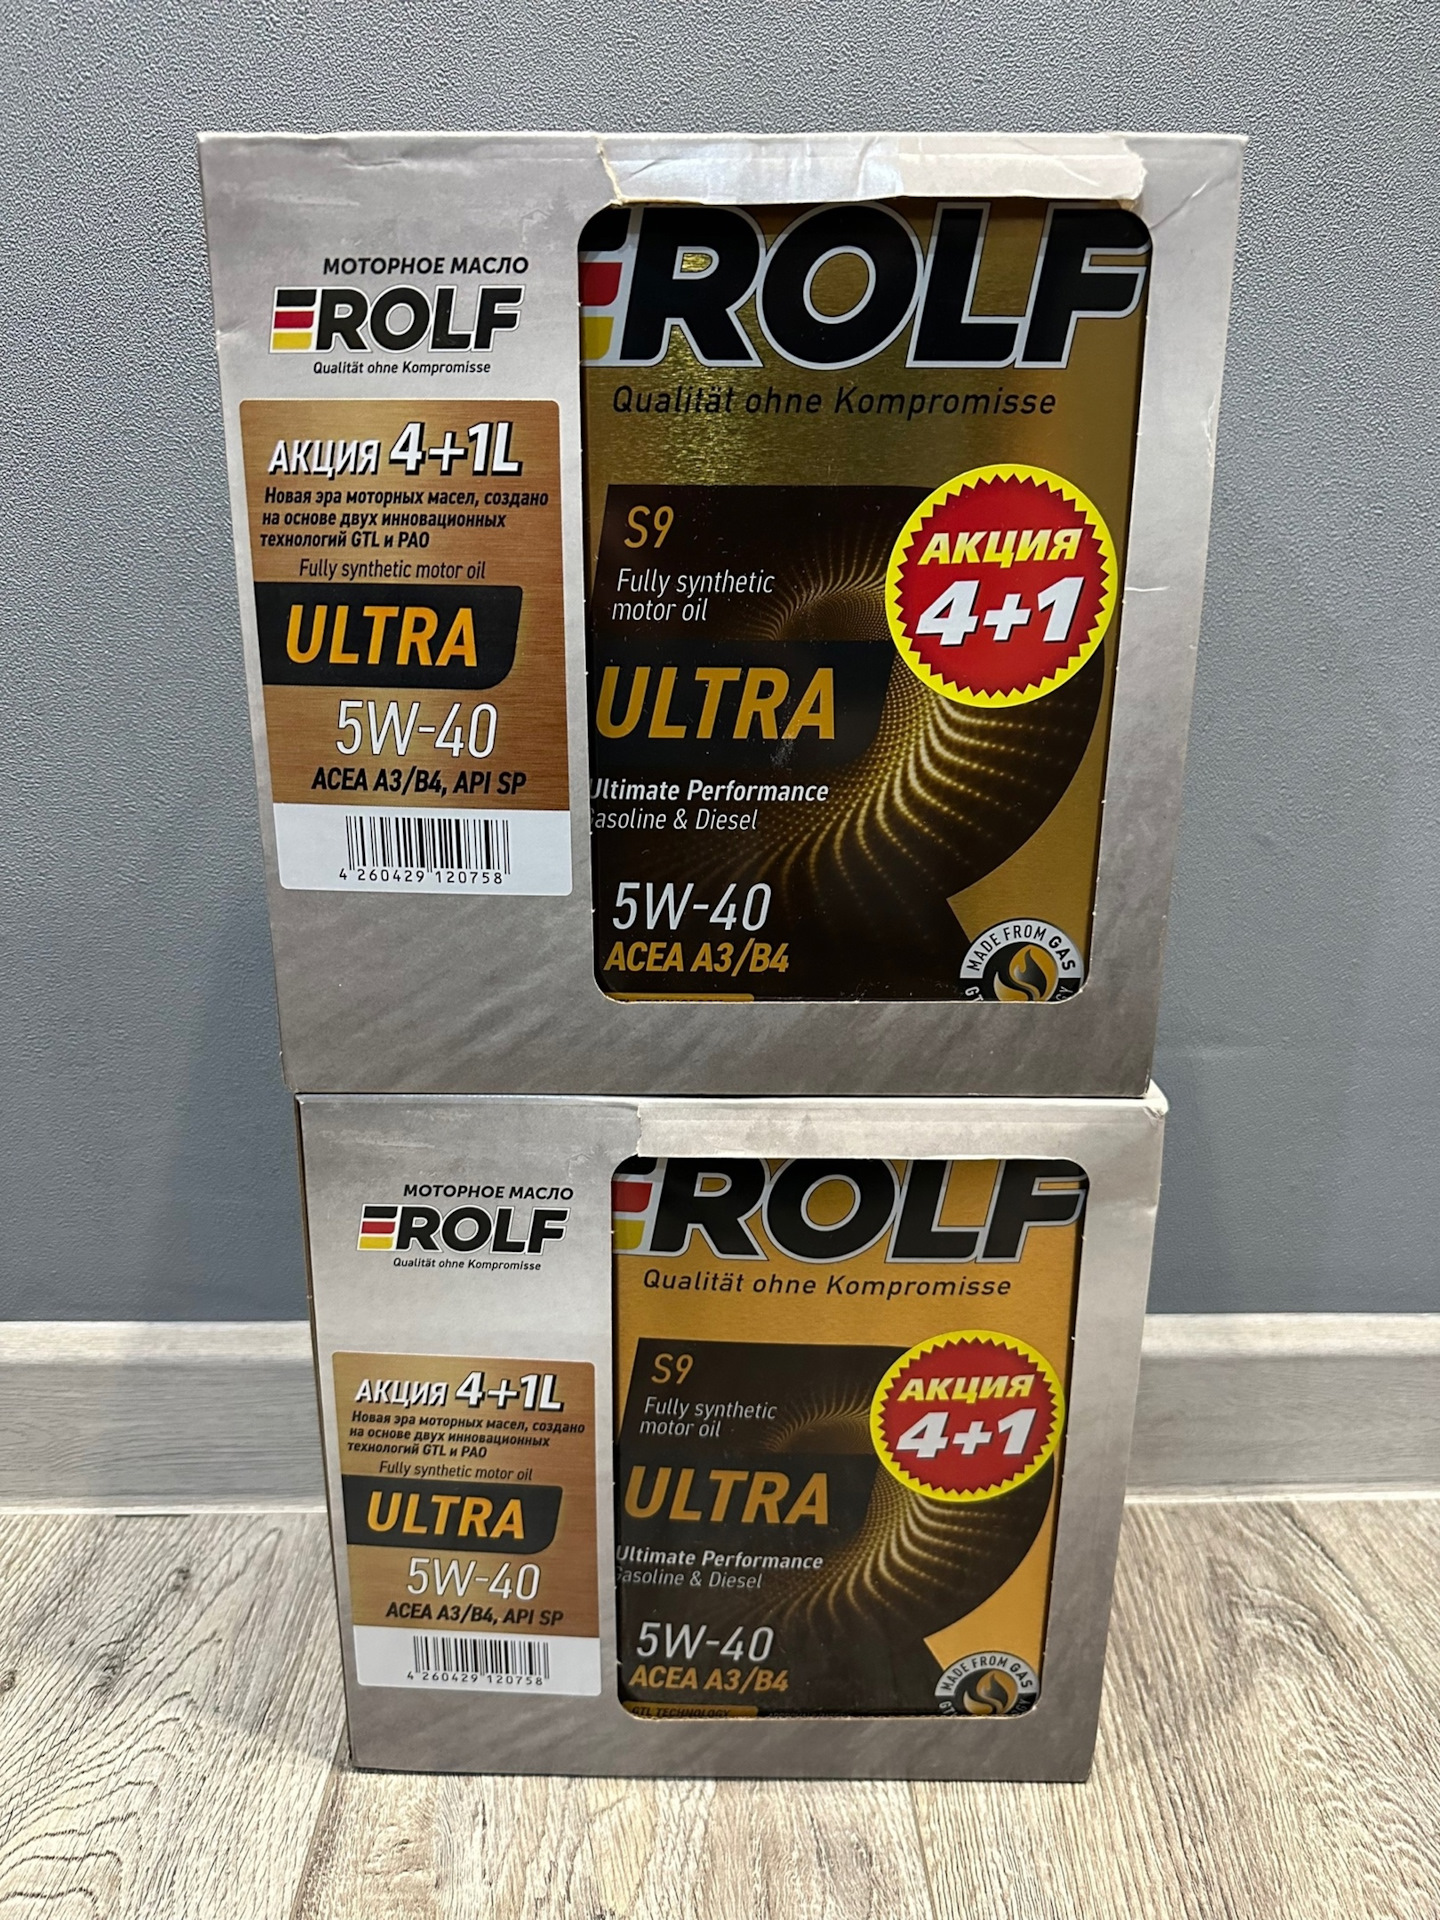 МОТОРНОЕ МАСЛО
ROLF
Qualität ohne Kompromisse
АКЦИЯ 4+1L
Новая эра моторных масел, создано
на основе двух инновационных
технологий GTL и PAO
Fully synthetic motor oil
ULTRA
5W-40
ACEA A3/B4, API SP
4 260429 120758
ROLF
Qualität ohne Kompromisse
S9
Fully synthetic
motor oil
АКЦИЯ
4+1
ULTRA
Ultimate Performance
Gasoline & Diesel
5W-40
ACEA A3/B4
MADE FROM GAS
МОТОРНОЕ МАСЛО
ROLF
Qualität ohne Kompromisse
АКЦИЯ 4+1L
Новая эра моторных масел, создано
на основе двух инновационных
технологий GTL и PAO
Fully synthetic motor oil
ULTRA
5W-40
ACEA A3/B4, API SP
4 260429 120758
ROLF
Qualität ohne Kompromisse
S9
Fully synthetic
motor oil
АКЦИЯ
4+1
ULTRA
Ultimate Performance
Gasoline & Diesel
5W-40
ACEA A3/B4
GTL TECHNOLOGY
MADE FROM GAS